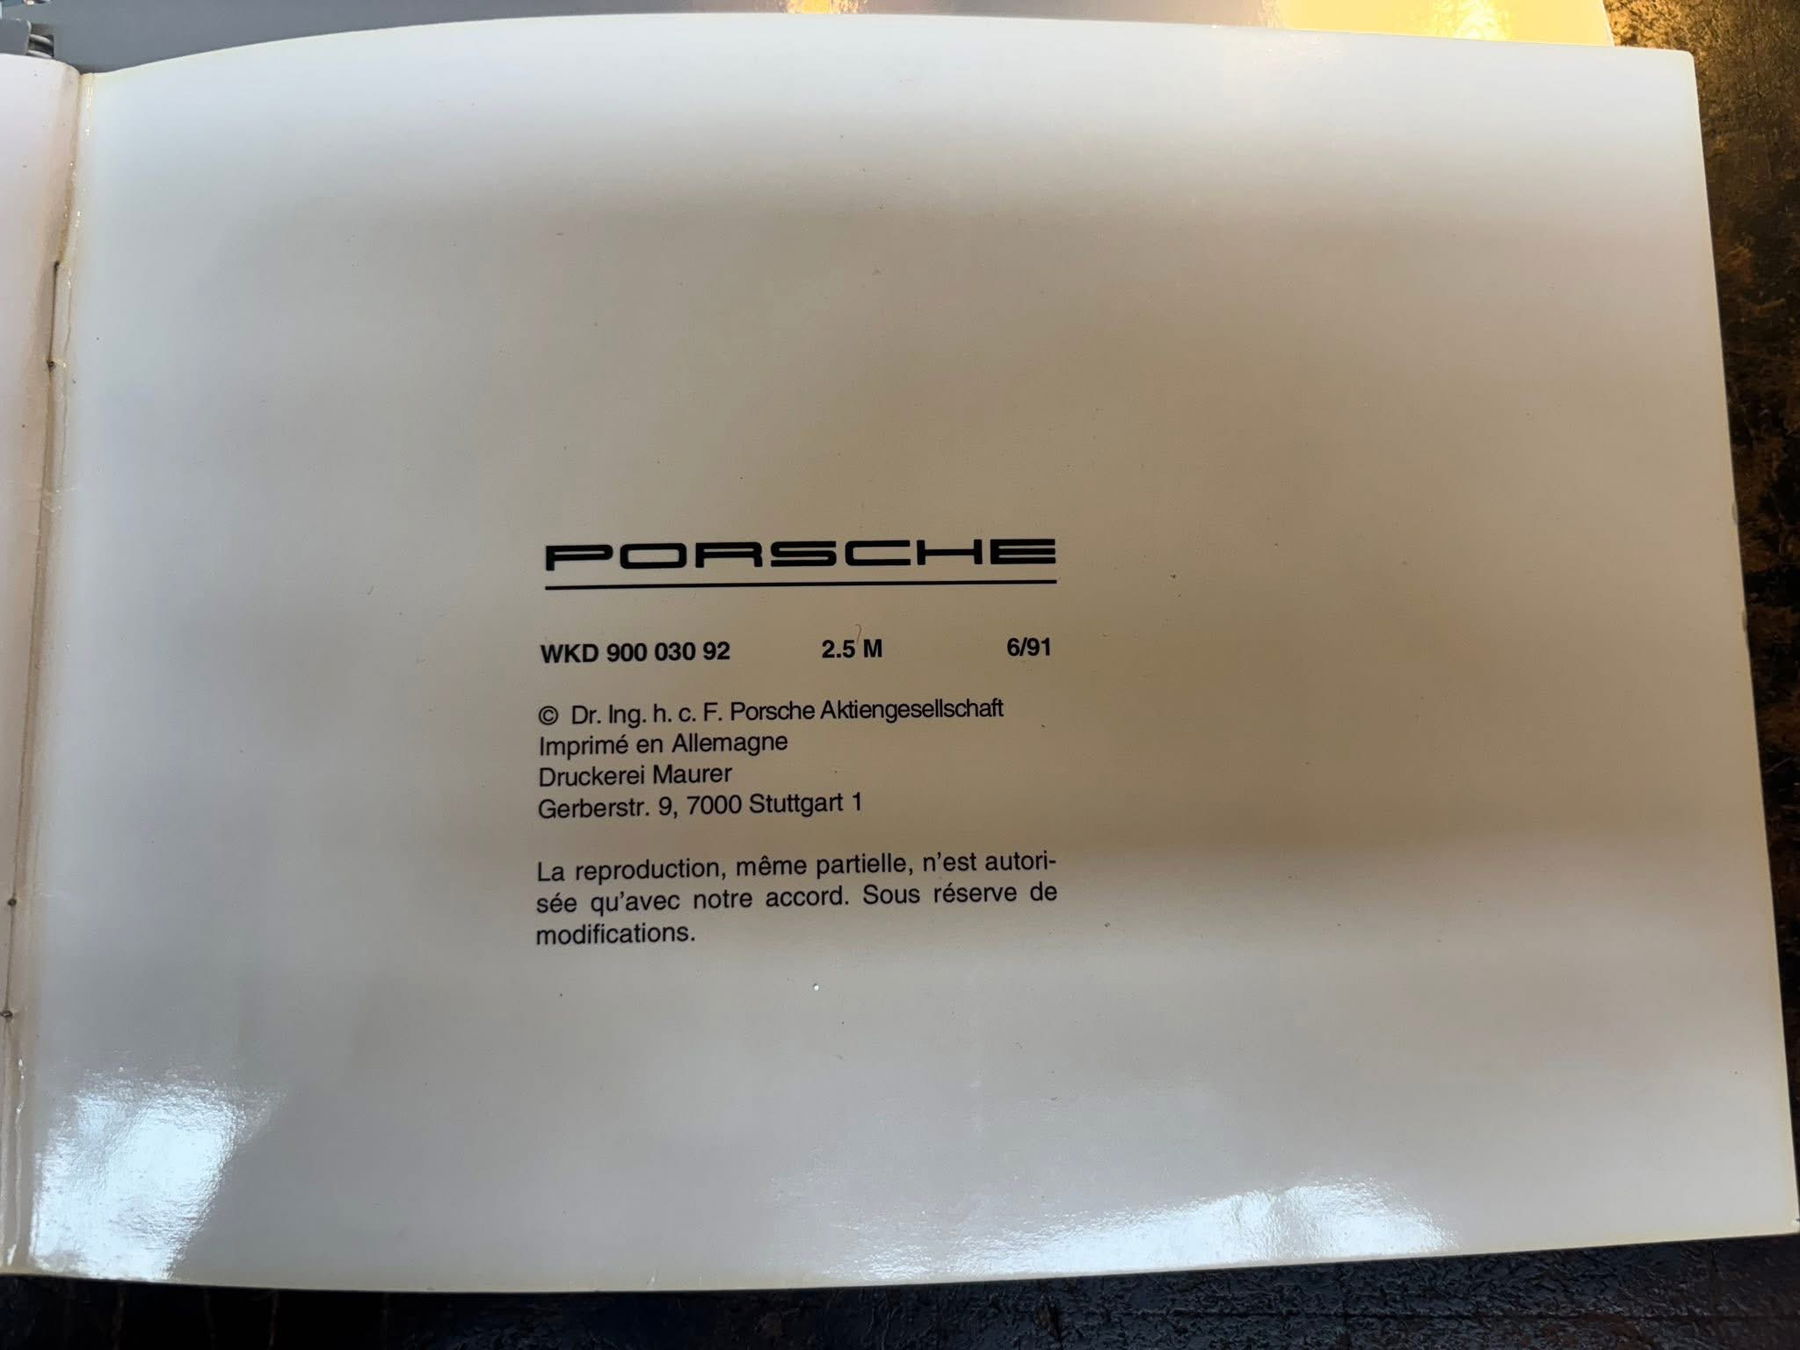 PORSCHE
WKD 900 030 92 2.5 M 6/91
© Dr. Ing. h. c. F. Porsche Aktiengesellschaft
Imprimé en Allemagne
Druckerei Maurer
Gerberstr. 9, 7000 Stuttgart 1
La reproduction, même partielle, n'est autori-
sée qu'avec notre accord. Sous réserve de
modifications.